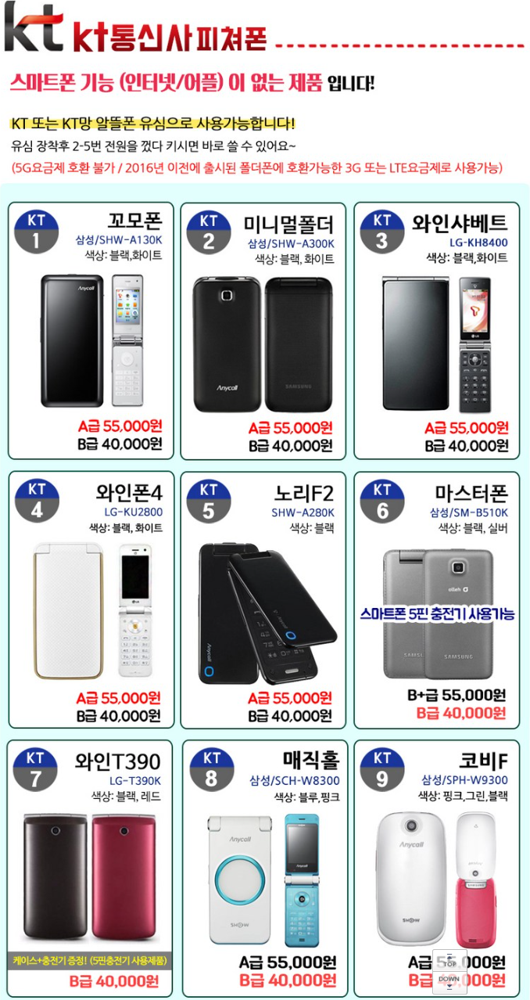 kt kt통신사 피쳐폰
스마트폰 기능 (인터넷/어플) 이 없는 제품 입니다!
KT 또는 KT망 알뜰폰 유심으로 사용가능합니다!
유심 장착후 2-5번 전원을 껐다 키시면 바로 쓸 수 있어요~
(5G요금제 호환 불가 / 2016년 이전에 출시된 폴더폰에 호환가능한 3G 또는 LTE요금제로 사용가능)
KT 1
꼬모폰
삼성/SHW-A130K
색상: 블랙,화이트
Anycall
A급 55,000원
B급 40,000원
KT 2
미니멀폴더
삼성/SHW-A300K
색상: 블랙, 화이트
Anycall
SAMSUNG
A급 55,000원
B급 40,000원
KT 3
와인샤베트
LG-KH8400
색상: 블랙,화이트
LG
A급 55,000원
B급 40,000원
KT 4
와인폰4
LG-KU2800
색상: 블랙, 화이트
LG
A급 55,000원
B급 40,000원
KT 5
노리F2
SHW-A280K
색상: 블랙
Anycall
Anycall
A급 55,000원
B급 40,000원
KT 6
마스터폰
삼성/SM-B510K
색상: 블랙, 실버
olleh
스마트폰 5핀 충전기 사용가능
SAMS
SAMSUNG
B+급 55,000원
B급 40,000원
KT 7
와인T390
LG-T390K
색상: 블랙, 레드
케이스+충전기 증정! (5핀충전기 사용제품)
B급 40,000원
KT 8
매직홀
삼성/SCH-W8300
색상: 블루,핑크
Anycall
SHOW
A급 55,000원
B급 40,000원
KT 9
코비F
삼성/SPH-W9300
색상: 핑크,그린,블랙
Anycall
SAMSUNG
SHOW
A급 55,000원
B급 40,000원
TOP
DOWN